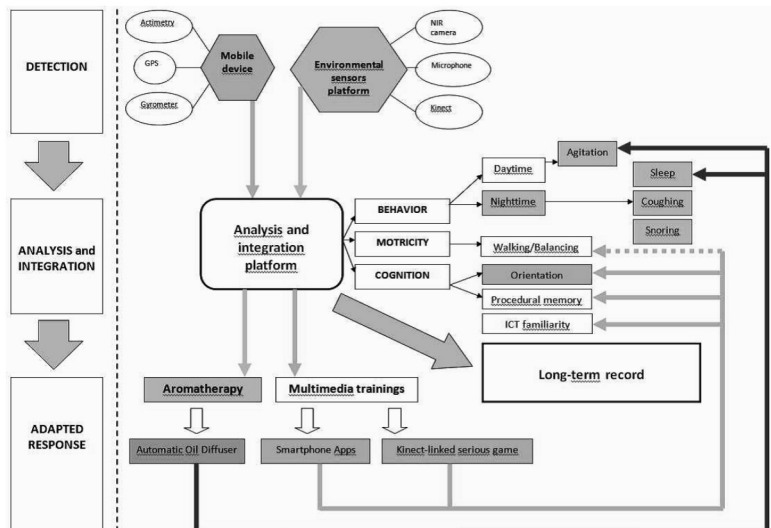 DETECTION
ANALYSIS and
INTEGRATION
ADAPTED
RESPONSE
Actimetry
GPS
Gyrometer
Mobile
device
Environmental
sensors
platform
NIR
camera
Microphone
Kinect
Analysis and
integration
platform
BEHAVIOR
MOTRICITY
COGNITION
Daytime
Nighttime
Agitation
Sleep
Coughing
Snoring
Walking/Balancing
Orientation
Procedural memory
ICT familiarity
Long-term record
Aromatherapy
Multimedia trainings
Automatic Oil Diffuser
Smartphone Apps
Kinect-linked serious game